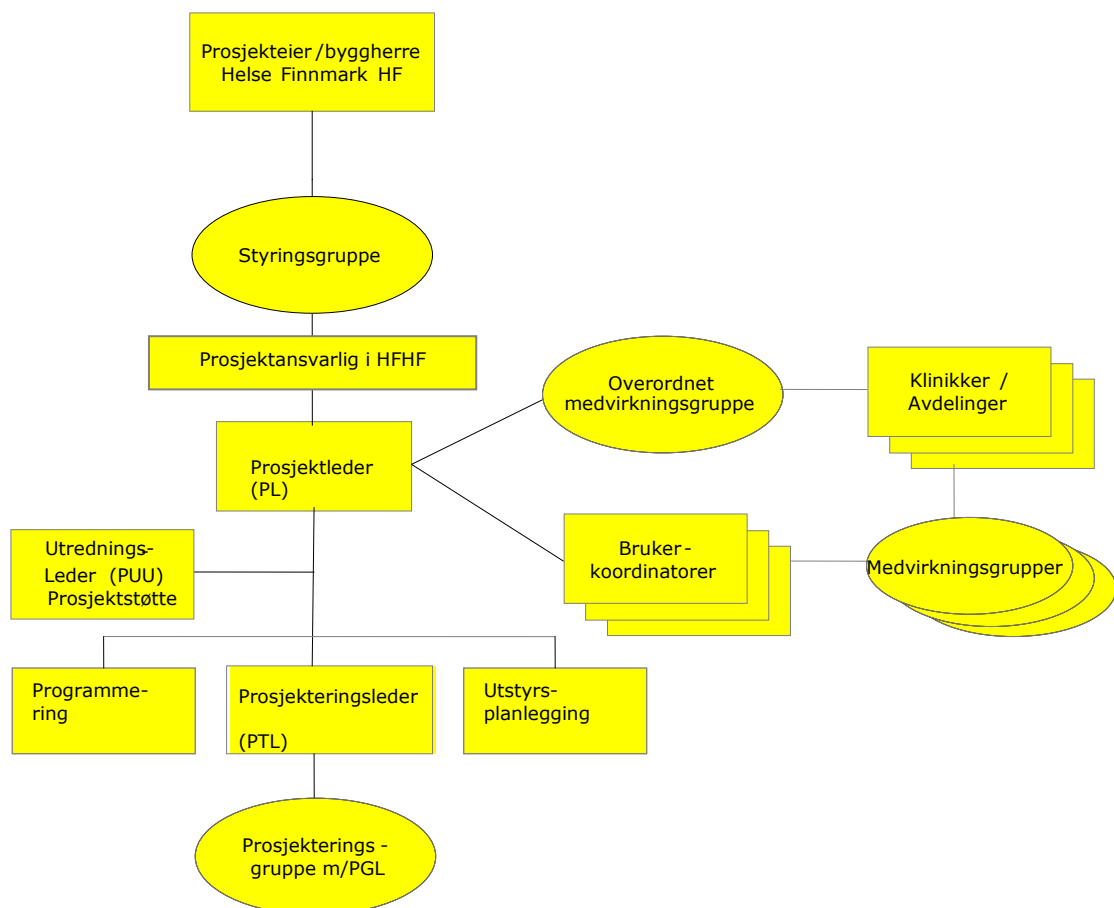 Prosjekteier /byggherre
Helse Finnmark HF
Styringsgruppe
Prosjektansvarlig i HFHF
Overordnet
medvirkningsgruppe
Klinikker /
Avdelinger
Prosjektleder
(PL)
Utrednings-
Leder (PUU)
Prosjektstøtte
Bruker-
koordinatorer
Medvirkningsgrupper
Programme-
ring
Prosjekteringsleder
(PTL)
Utstyrs-
planlegging
Prosjekterings -
gruppe m/PGL